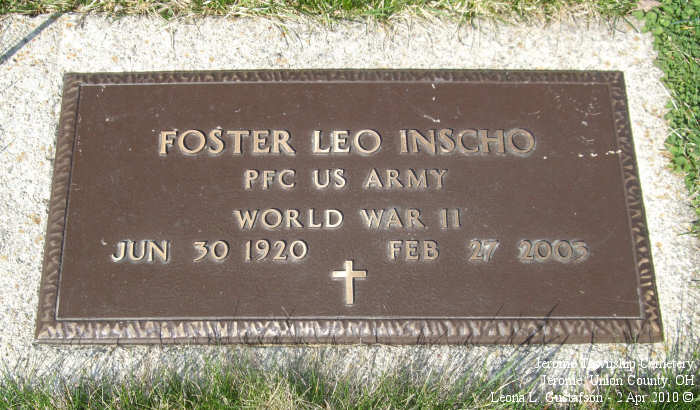 FOSTER LEO INSCHO
PFC US ARMY
WORLD WAR II
JUN 30 1920 FEB 27 2005
Jerome Township Cemetery
Jerome, Union County, OH
Leona L. Gustafson - 2 Apr 2010 ©